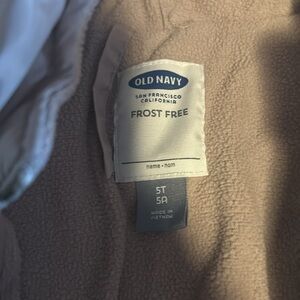 OLD NAVY
SAN FRANCISCO
CALIFORNIA
FROST FREE
name • nom
5T
5A
MADE IN
VIETNAM